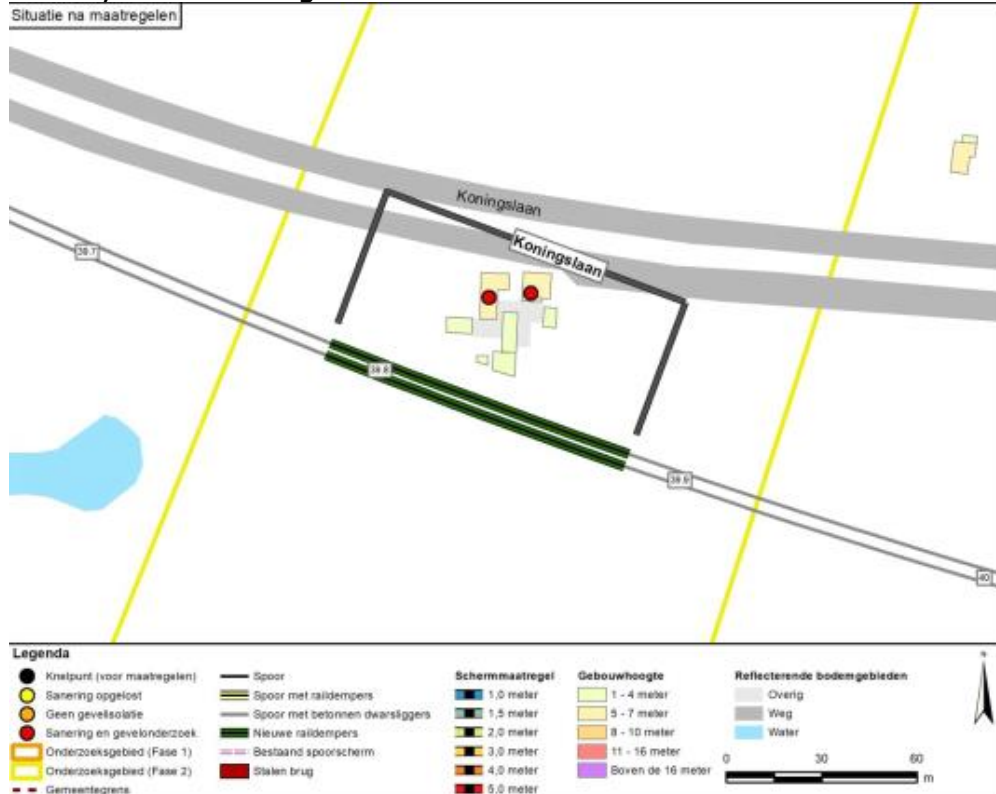 Situatie na maatregelen
Koningslaan
Koningslaan
39.7
39.8
39.9
40
Legenda
Knelpunt (voor maatregelen)
Sanering opgelost
Geen gevelisolatie
Sanering en gevelonderzoek
Onderzoeksgebied (Fase 1)
Onderzoeksgebied (Fase 2)
Gemeentegrens
Spoor
Spoor met raildempers
Spoor met betonnen dwarsliggers
Nieuwe raildempers
Bestaand spoorscherm
Stalen brug
Schermmaatregel
1,0 meter
1,5 meter
2,0 meter
3,0 meter
4,0 meter
5,0 meter
Gebouwhoogte
1 - 4 meter
5 - 7 meter
8 - 10 meter
11 - 16 meter
Boven de 16 meter
Reflecterende bodemgebieden
Overig
Weg
Water
0 30 60
m